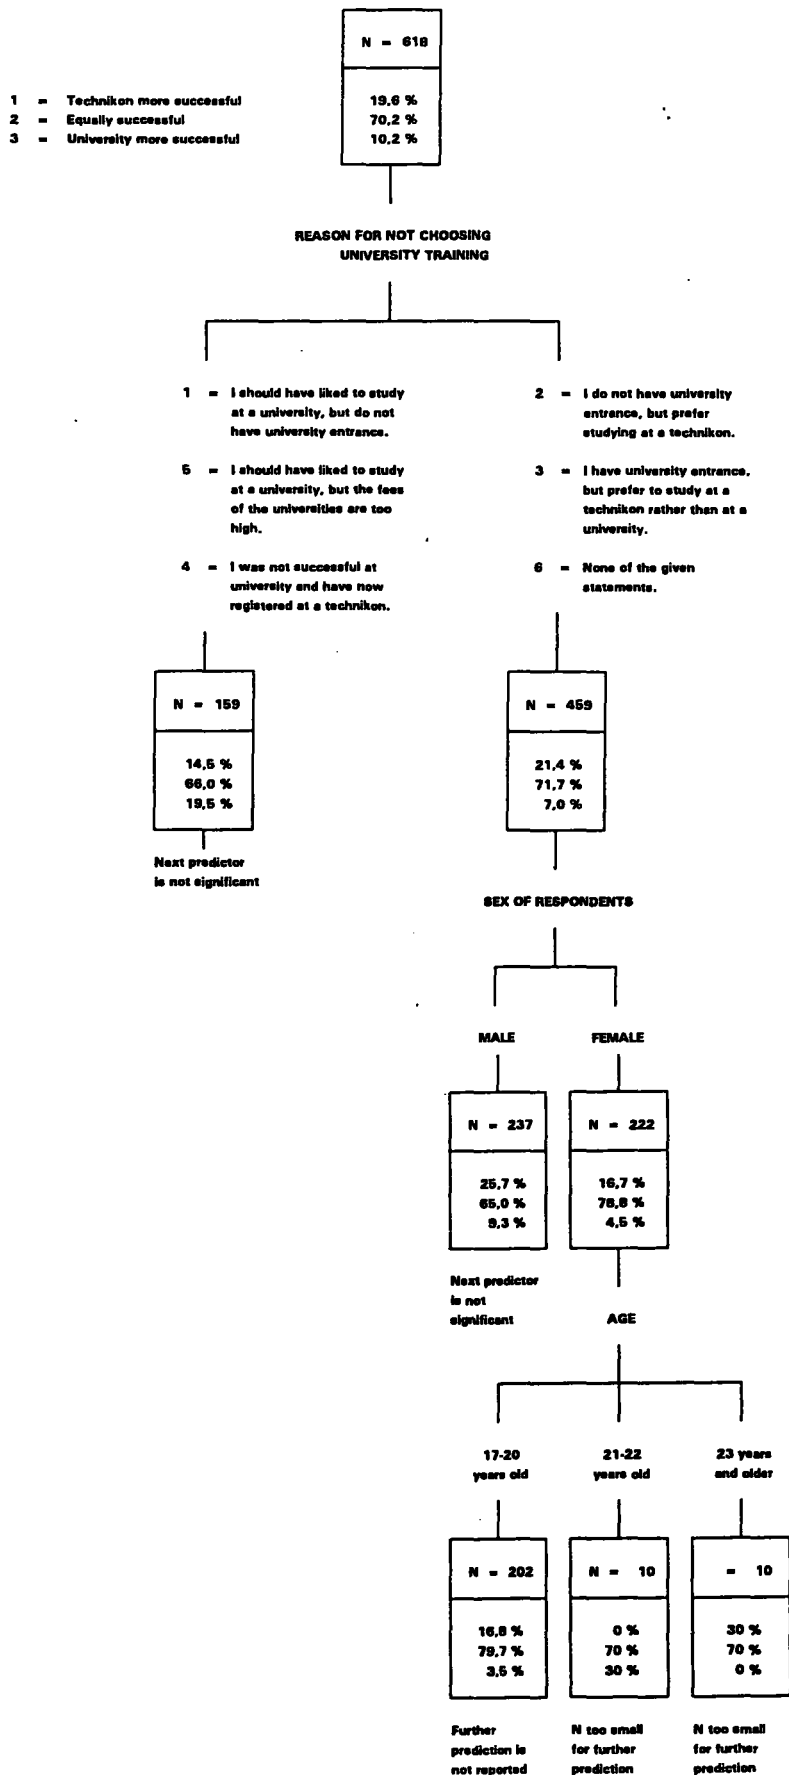 N = 618
1 = Technikon more successful 19,6 %
2 = Equally successful 70,2 %
3 = University more successful 10,2 %
REASON FOR NOT CHOOSING
UNIVERSITY TRAINING
1 = I should have liked to study
at a university, but do not
have university entrance.
5 = I should have liked to study
at a university, but the fees
of the universities are too
high.
4 = I was not successful at
university and have now
registered at a technikon.
2 = I do not have university
entrance, but prefer
studying at a technikon.
3 = I have university entrance,
but prefer to study at a
technikon rather than at a
university.
6 = None of the given
statements.
N = 159
14,5 %
66,0 %
19,5 %
Next predictor
is not significant
N = 459
21,4 %
71,7 %
7,0 %
SEX OF RESPONDENTS
MALE
N = 237
25,7 %
65,0 %
9,3 %
Next predictor
is not
significant
FEMALE
N = 222
16,7 %
78,8 %
4,5 %
AGE
17-20
years old
N = 202
16,8 %
79,7 %
3,5 %
Further
prediction is
not reported
21-22
years old
N = 10
0 %
70 %
30 %
N too small
for further
prediction
23 years
and older
= 10
30 %
70 %
0 %
N too small
for further
prediction